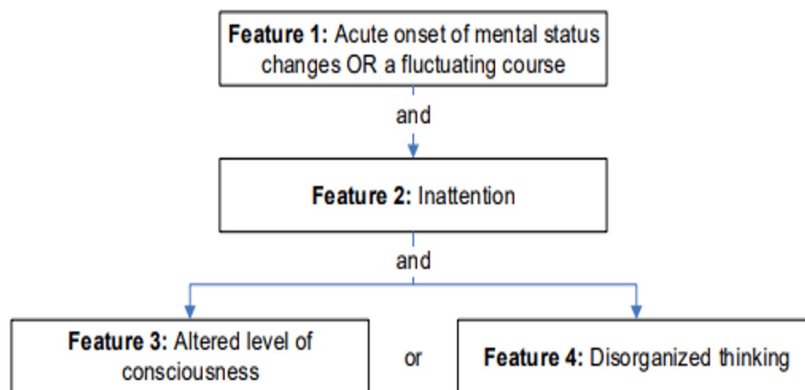 Feature 1: Acute onset of mental status
changes OR a fluctuating course
and
Feature 2: Inattention
and
Feature 3: Altered level of
consciousness
or
Feature 4: Disorganized thinking